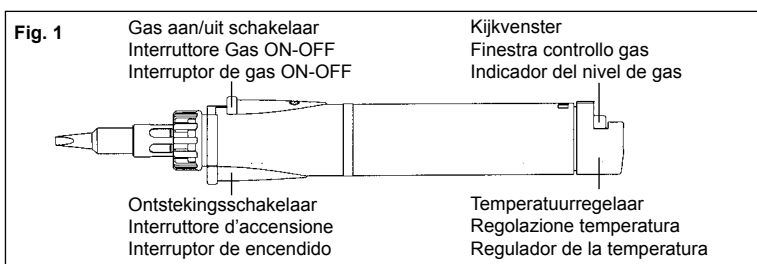 Fig. 1
Gas aan/uit schakelaar
Interruttore Gas ON-OFF
Interruptor de gas ON-OFF
Kijkvenster
Finestra controllo gas
Indicador del nivel de gas
Ontstekingsschakelaar
Interruttore d'accensione
Interruptor de encendido
Temperatuurregelaar
Regolazione temperatura
Regulador de la temperatura